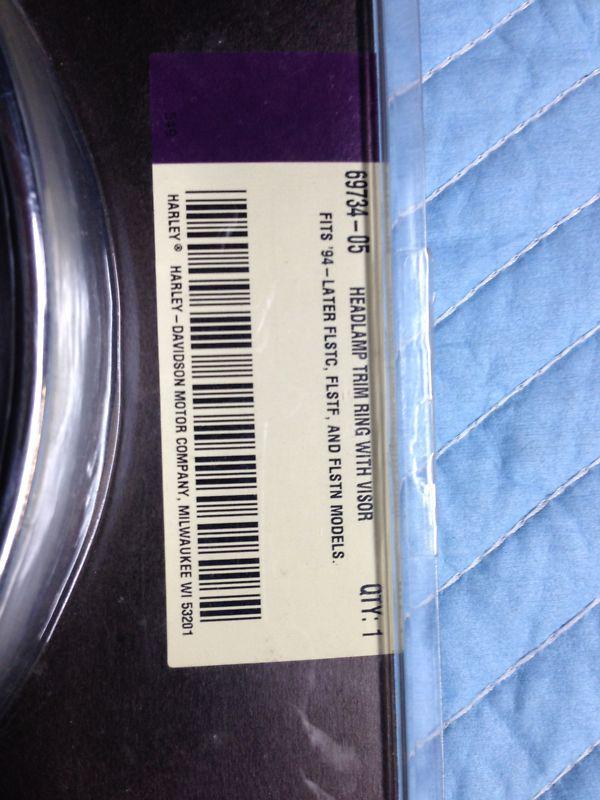 69734-05 HEADLAMP TRIM RING WITH VISOR QTY: 1
FITS '94-LATER FLSTC, FLSTF, AND FLSTN MODELS.
HARLEY® HARLEY-DAVIDSON MOTOR COMPANY, MILWAUKEE WI 53201